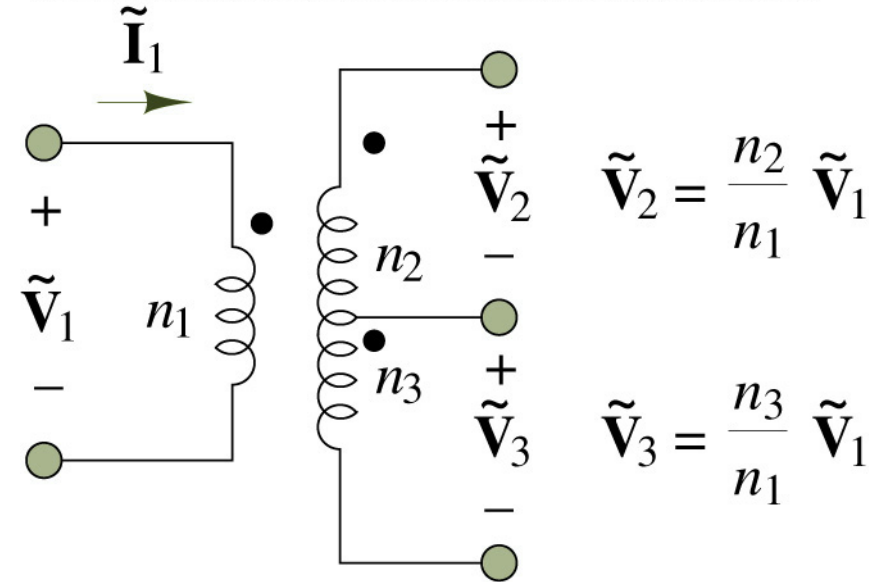 Ĩ₁
+
Ṽ₁
−
n₁
n₂
n₃
+
Ṽ₂
−
+
Ṽ₃
−
Ṽ₂ = n₂/n₁ Ṽ₁
Ṽ₃ = n₃/n₁ Ṽ₁